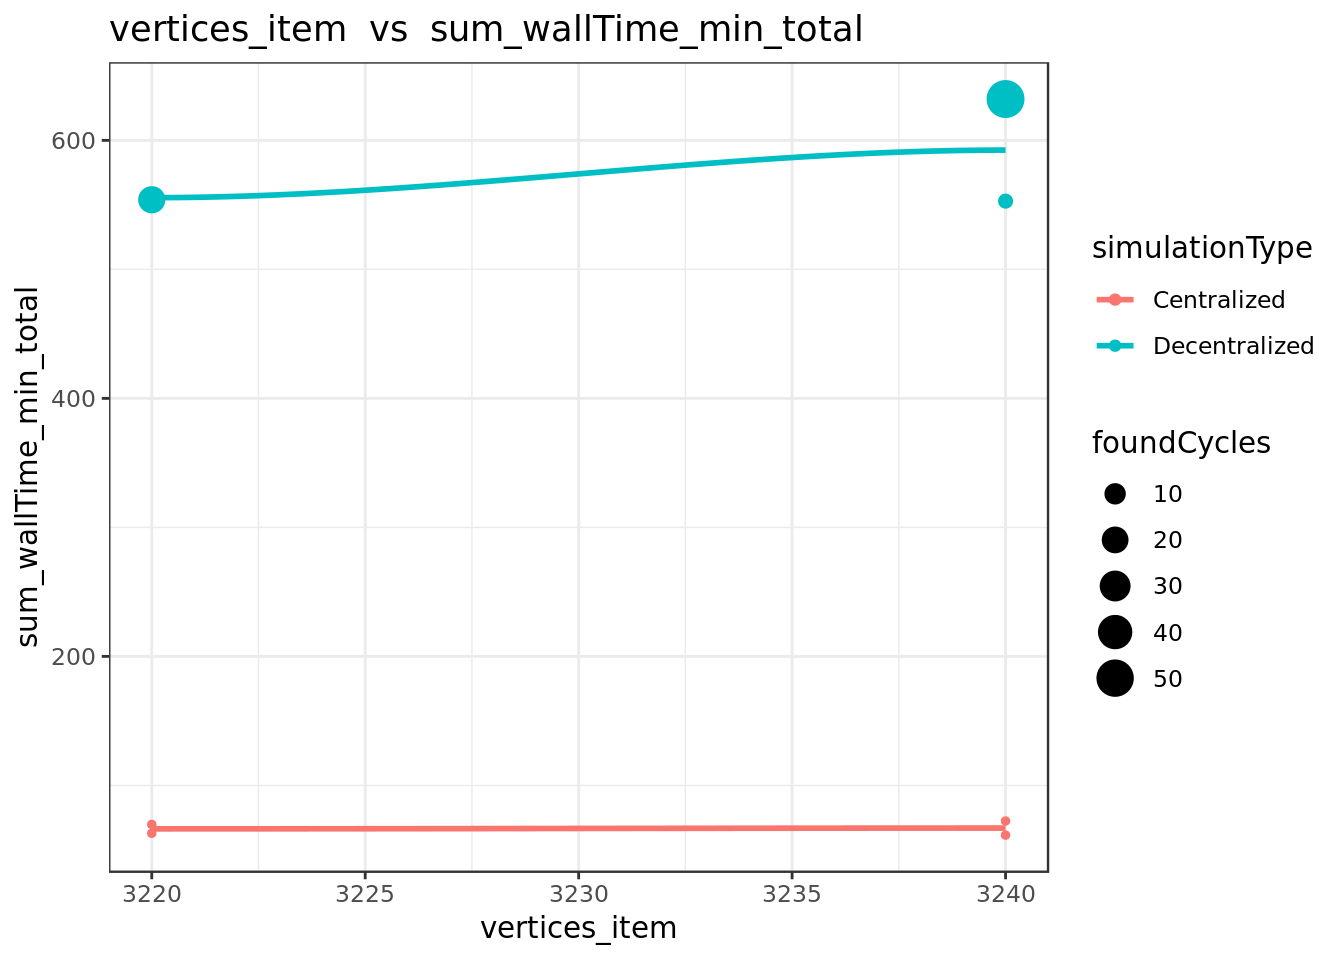 vertices_item  vs  sum_wallTime_min_total
sum_wallTime_min_total
600
400
200
3220
3225
3230
3235
3240
vertices_item
simulationType
Centralized
Decentralized
foundCycles
10
20
30
40
50